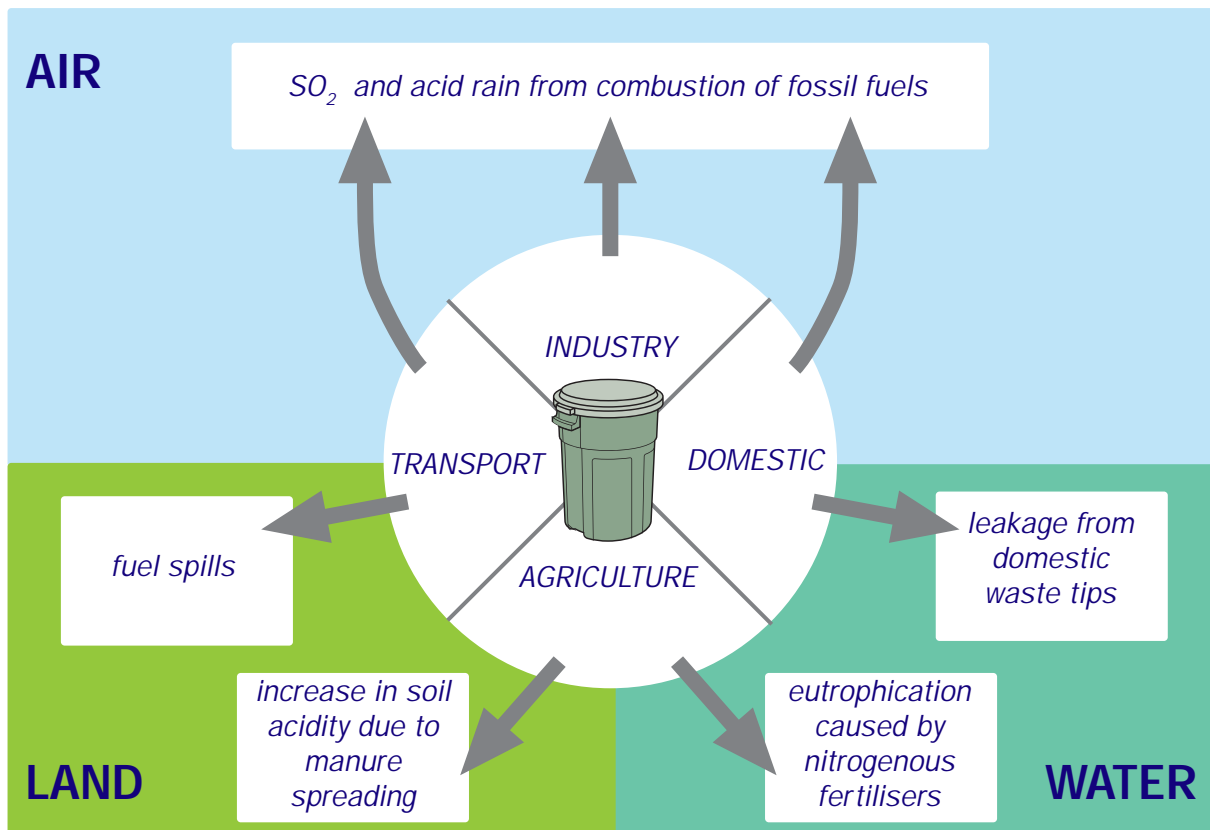 AIR
SO₂ and acid rain from combustion of fossil fuels
INDUSTRY
TRANSPORT
DOMESTIC
AGRICULTURE
fuel spills
leakage from
domestic
waste tips
increase in soil
acidity due to
manure
spreading
eutrophication
caused by
nitrogenous
fertilisers
LAND
WATER